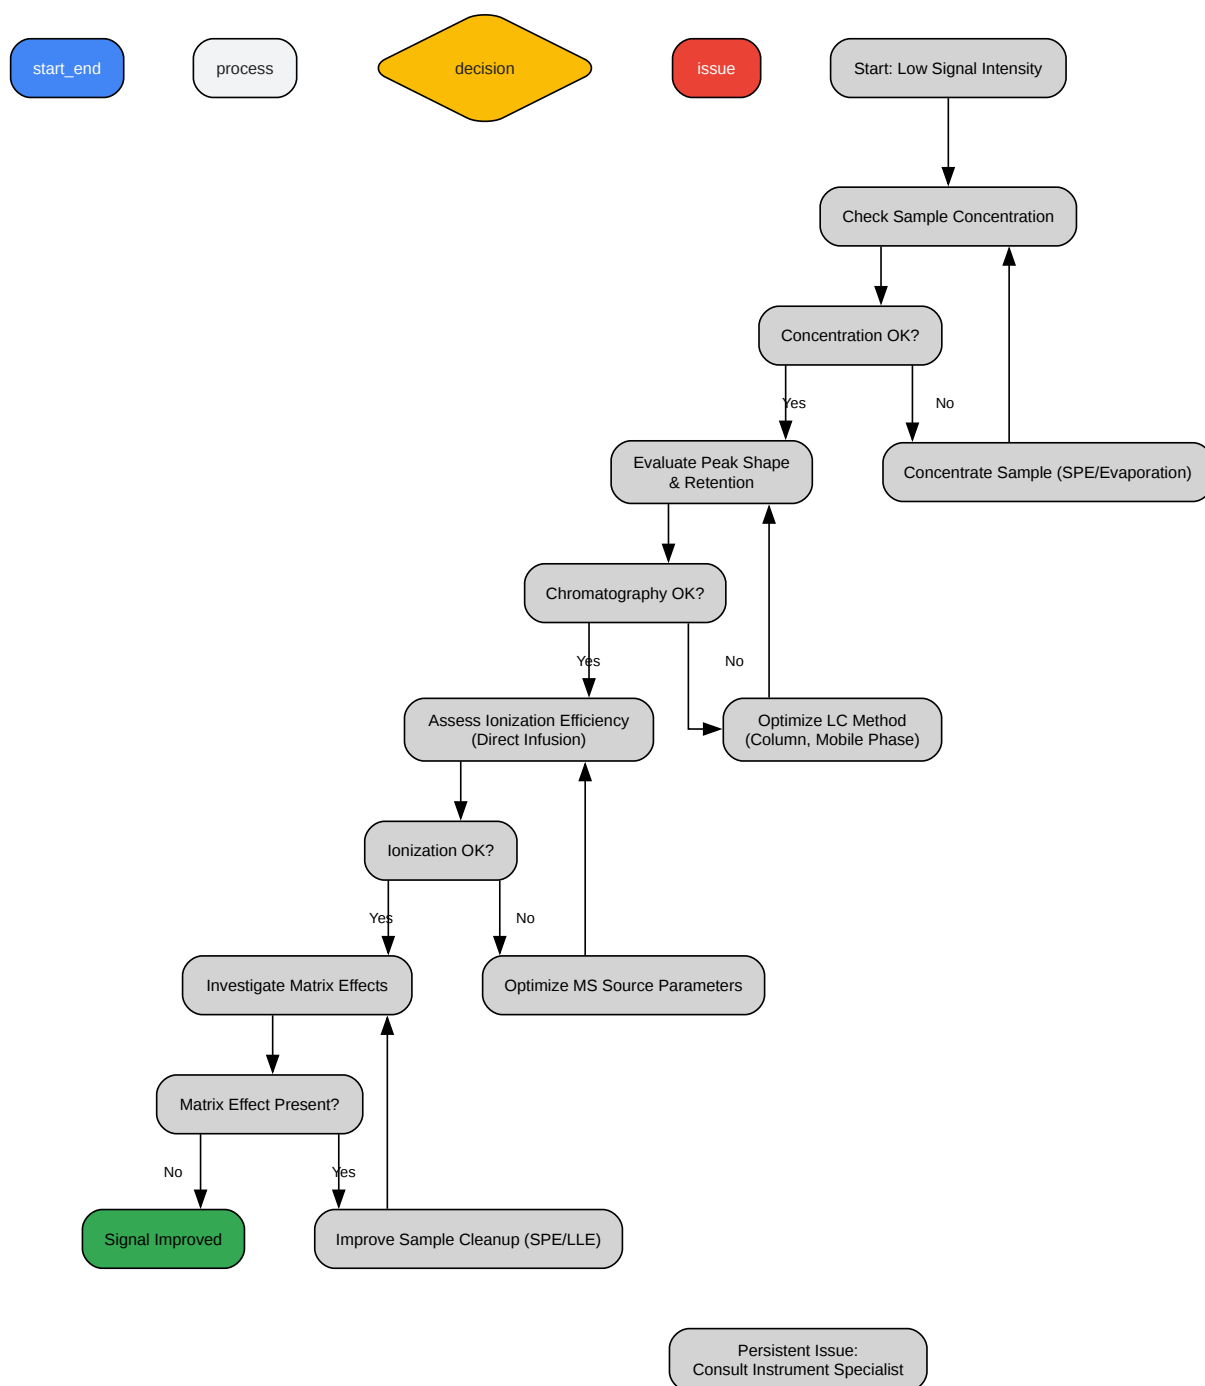 start_end
process
decision
issue
Start: Low Signal Intensity
Check Sample Concentration
Concentration OK?
Yes
No
Evaluate Peak Shape
& Retention
Concentrate Sample (SPE/Evaporation)
Chromatography OK?
Yes
No
Assess Ionization Efficiency
(Direct Infusion)
Optimize LC Method
(Column, Mobile Phase)
Ionization OK?
Yes
No
Investigate Matrix Effects
Optimize MS Source Parameters
Matrix Effect Present?
No
Yes
Signal Improved
Improve Sample Cleanup (SPE/LLE)
Persistent Issue:
Consult Instrument Specialist